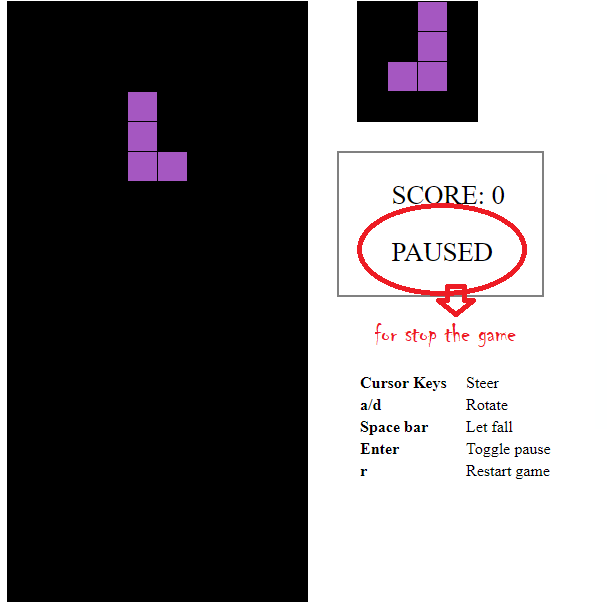 SCORE: 0
PAUSED
for stop the game
Cursor Keys Steer
a/d Rotate
Space bar Let fall
Enter Toggle pause
r Restart game